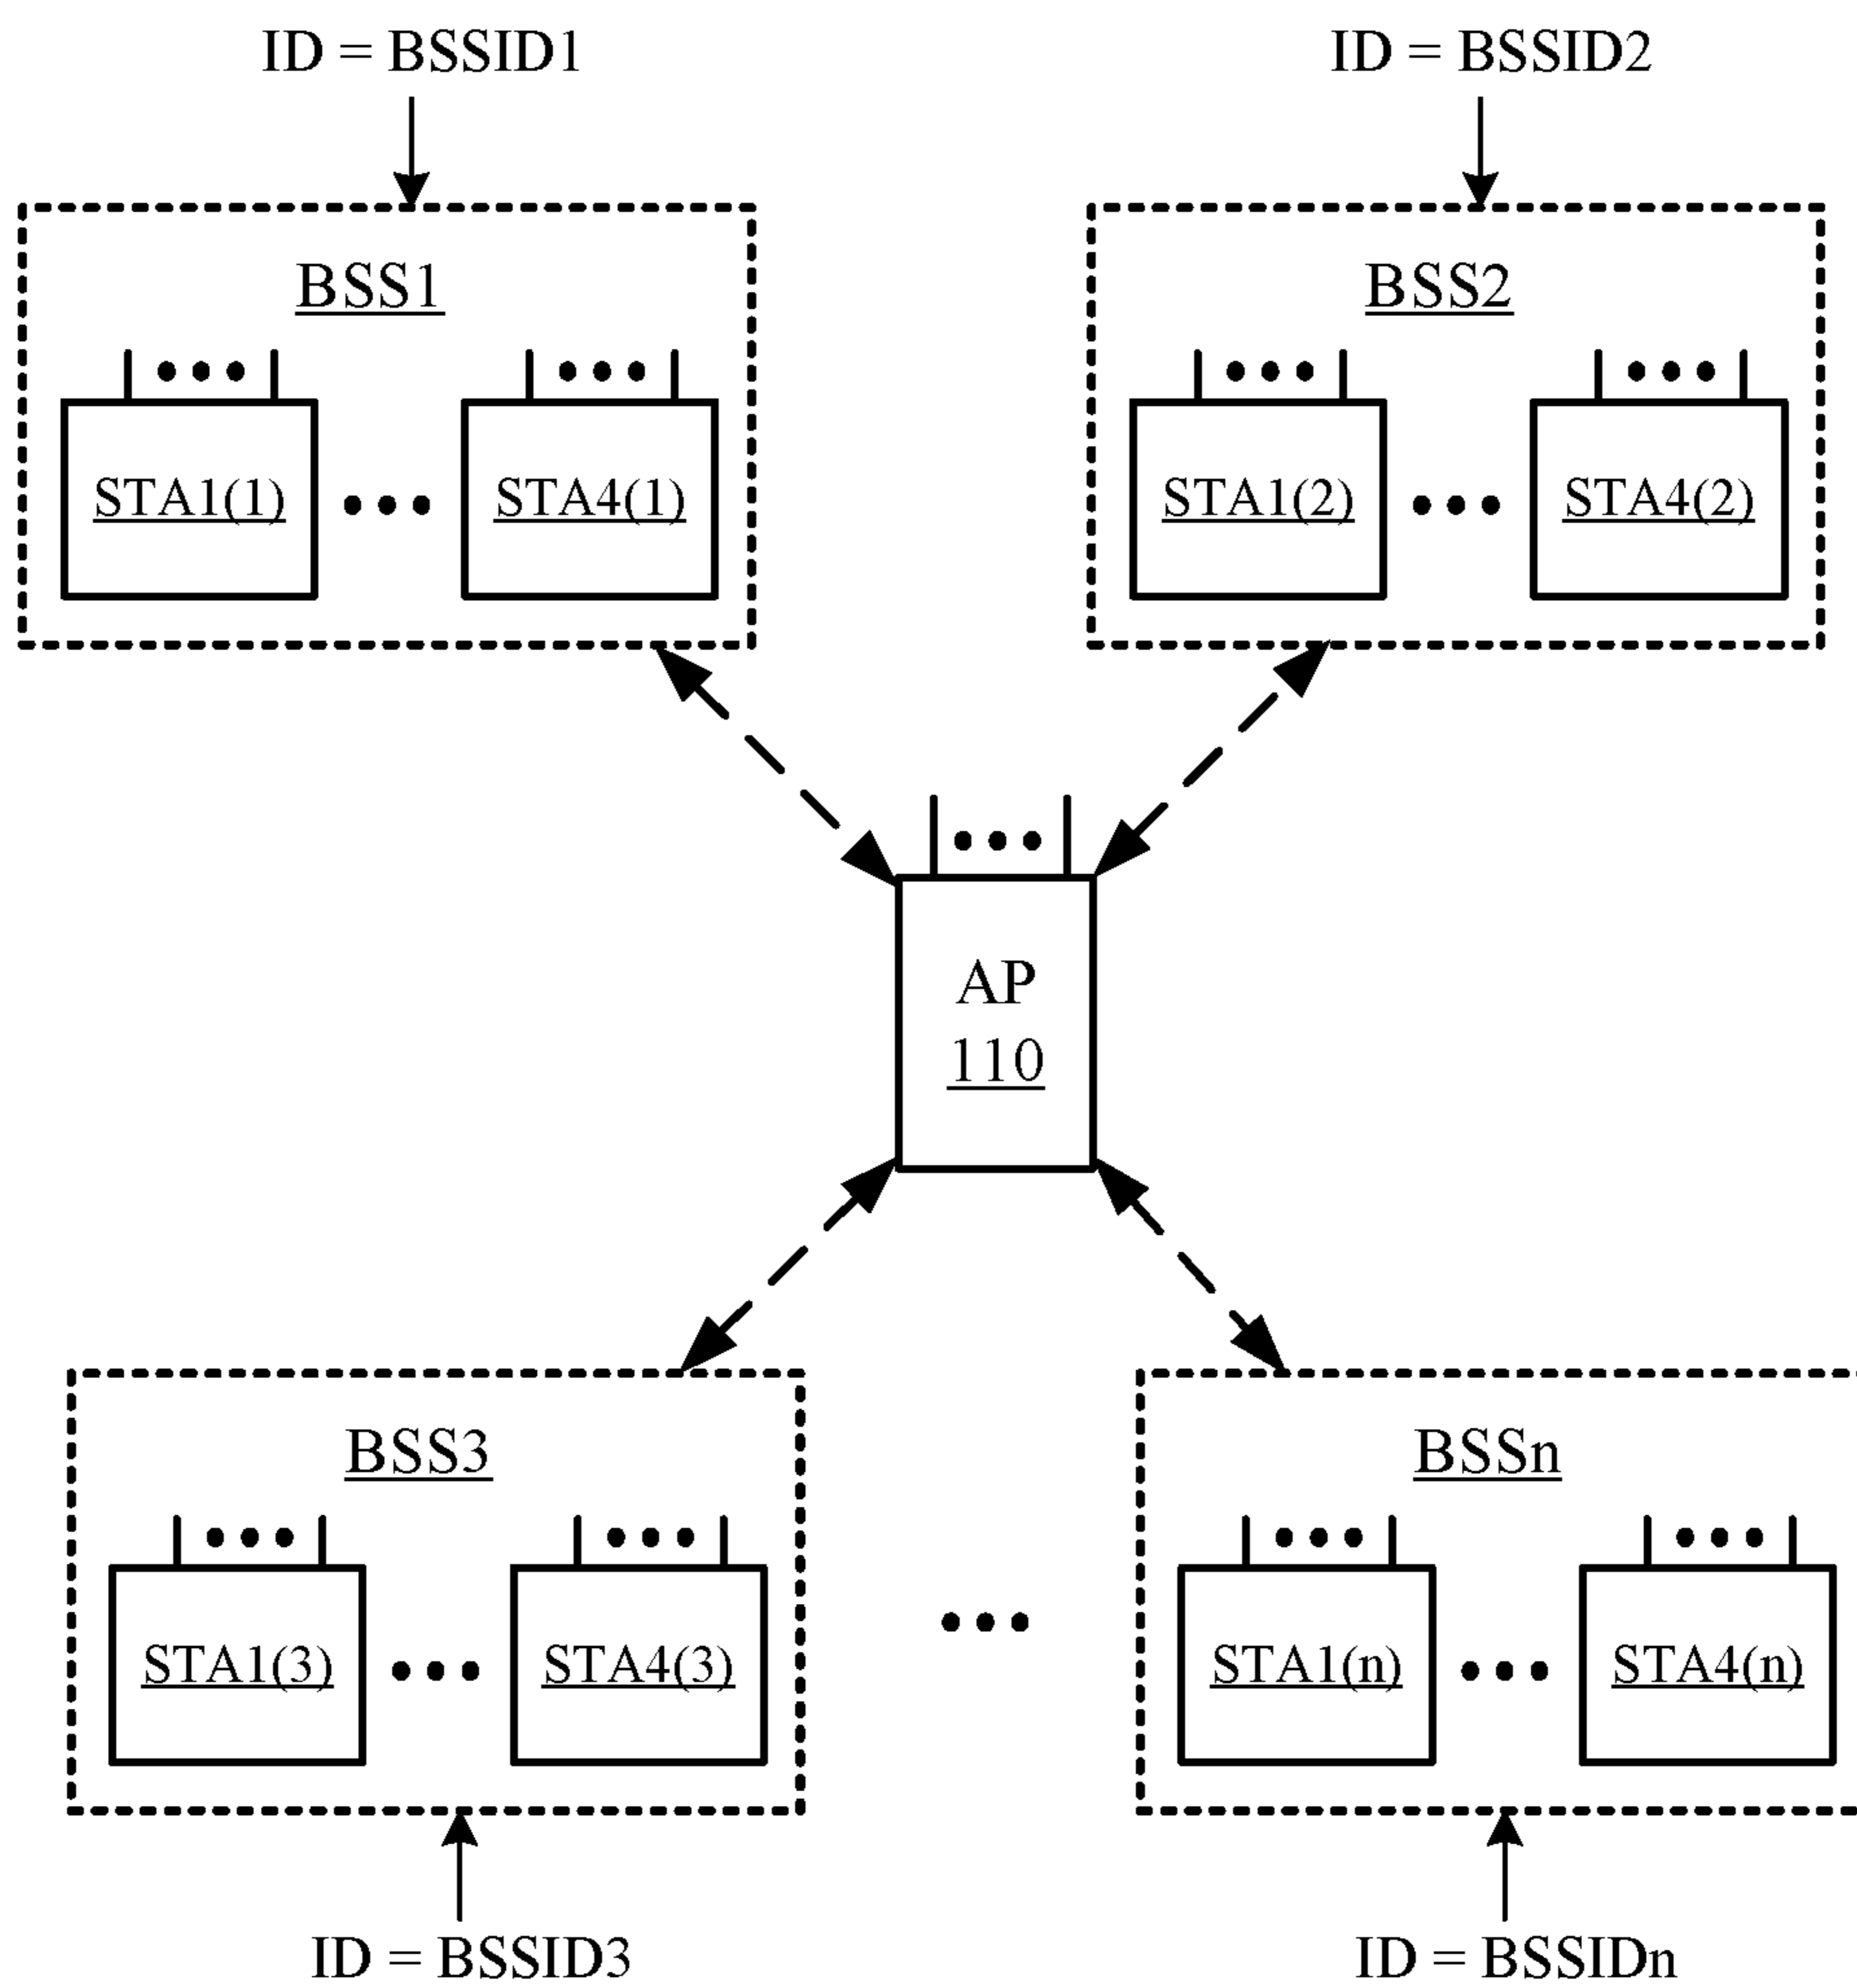 ID = BSSID1
ID = BSSID2
BSS1
BSS2
STA1(1)
STA4(1)
STA1(2)
STA4(2)
AP
110
BSS3
BSSn
STA1(3)
STA4(3)
STA1(n)
STA4(n)
ID = BSSID3
ID = BSSIDn